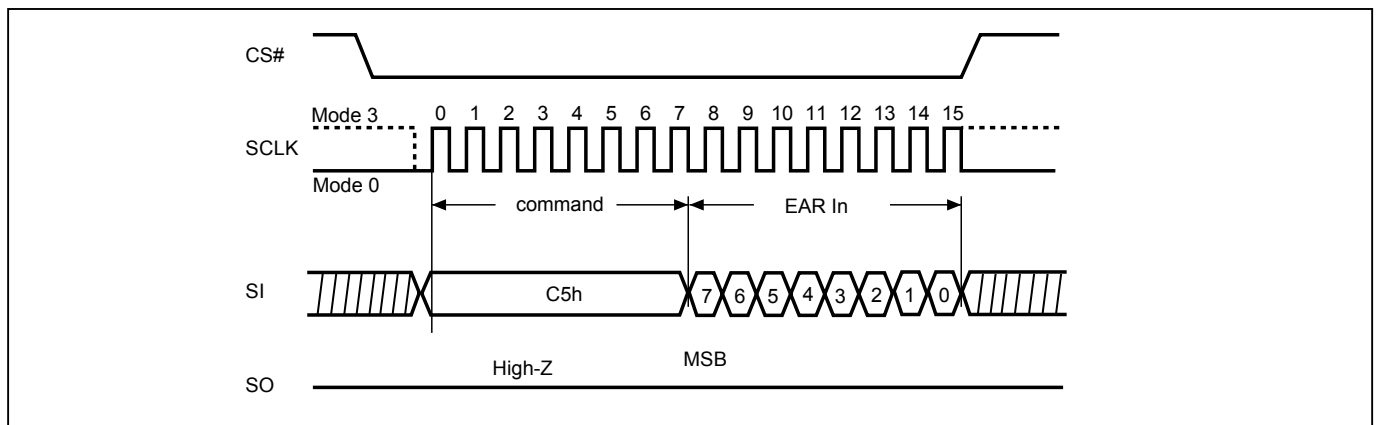 CS#
Mode 3 0 1 2 3 4 5 6 7 8 9 10 11 12 13 14 15
SCLK
Mode 0
command EAR In
SI C5h 7 6 5 4 3 2 1 0
High-Z MSB
SO